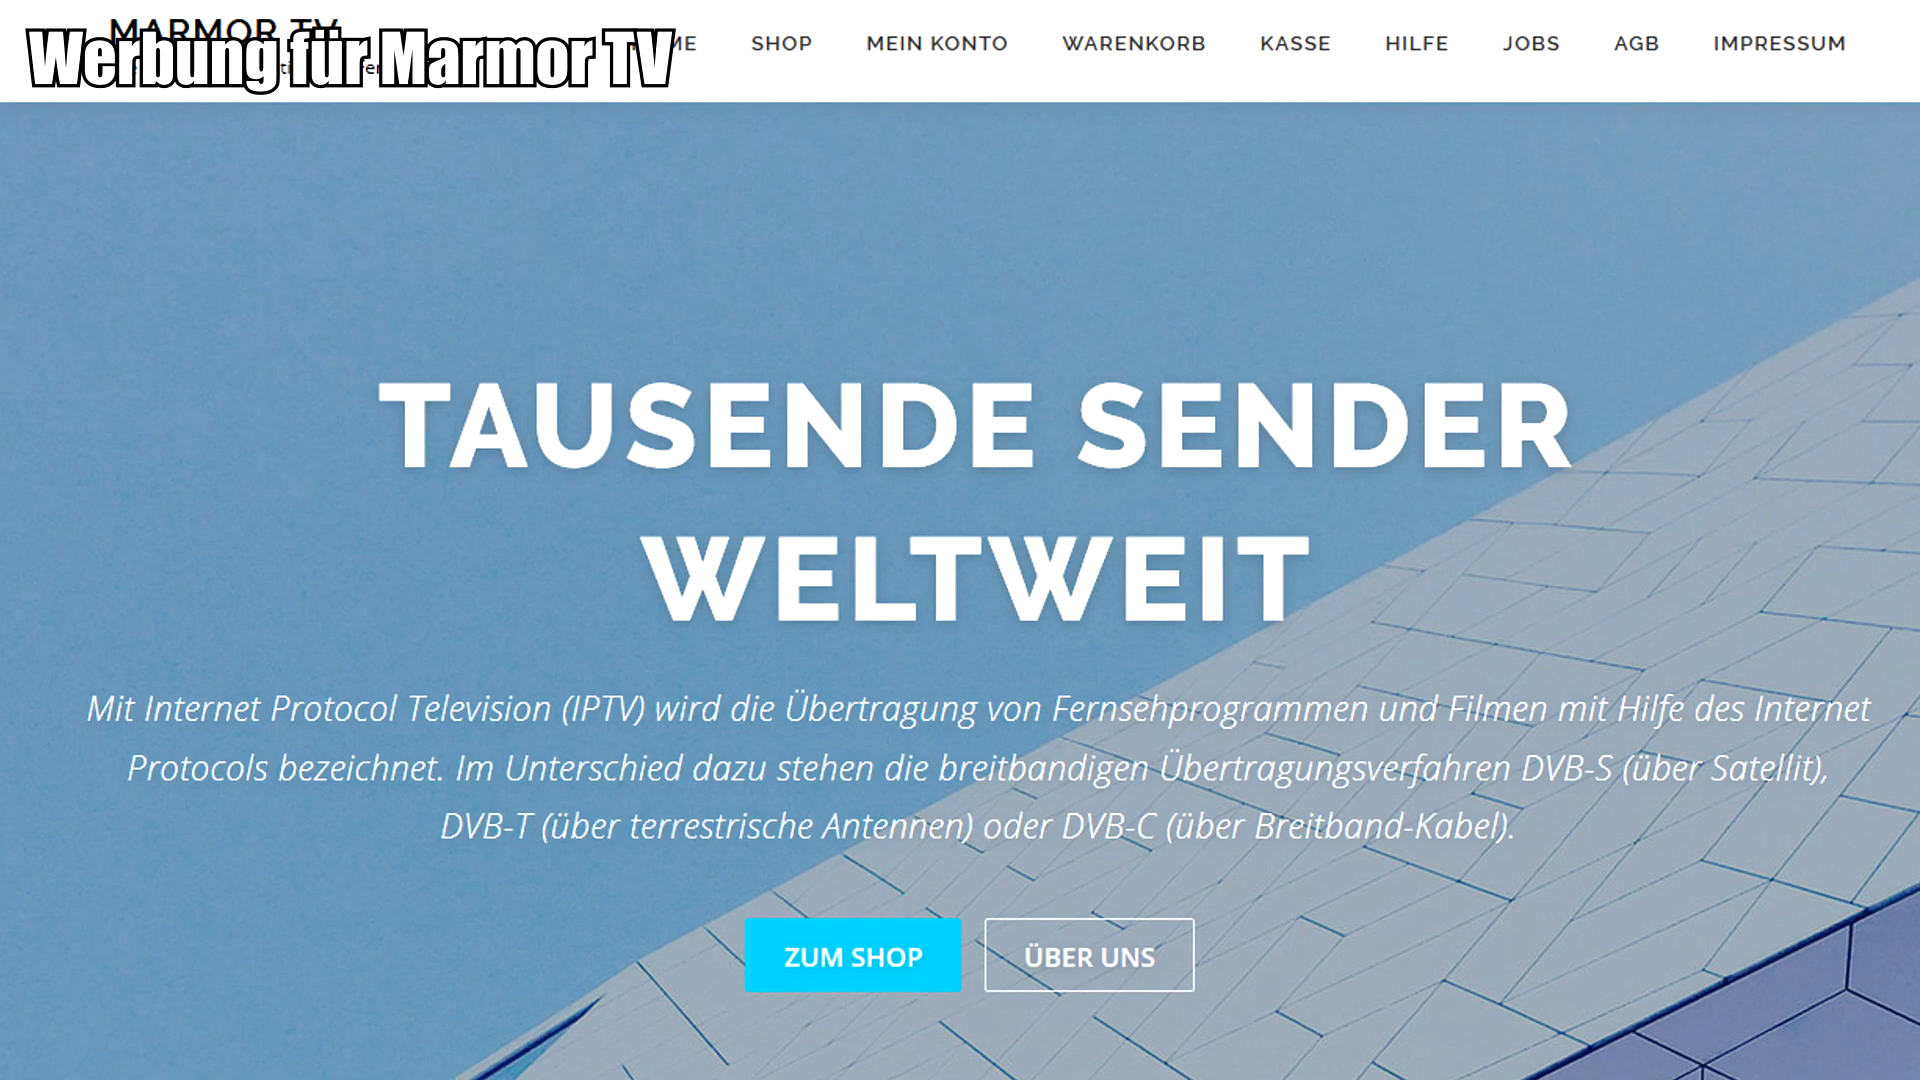 MARMOR TV
Werbung für Marmor TV
SHOP
MEIN KONTO
WARENKORB
KASSE
HILFE
JOBS
AGB
IMPRESSUM
TAUSENDE SENDER
WELTWEIT
Mit Internet Protocol Television (IPTV) wird die Übertragung von Fernsehprogrammen und Filmen mit Hilfe des Internet
Protocols bezeichnet. Im Unterschied dazu stehen die breitbandigen Übertragungsverfahren DVB-S (über Satellit),
DVB-T (über terrestrische Antennen) oder DVB-C (über Breitband-Kabel).
ZUM SHOP
ÜBER UNS